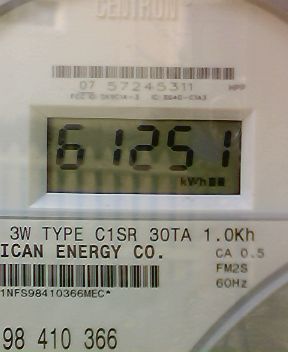 CENTRON
07 57245311
61251
kWh
3W TYPE C1SR 30TA 1.0Kh
ICAN ENERGY CO.
CA 0.5
FM2S
60Hz
1NFS98410366MEC*
98 410 366